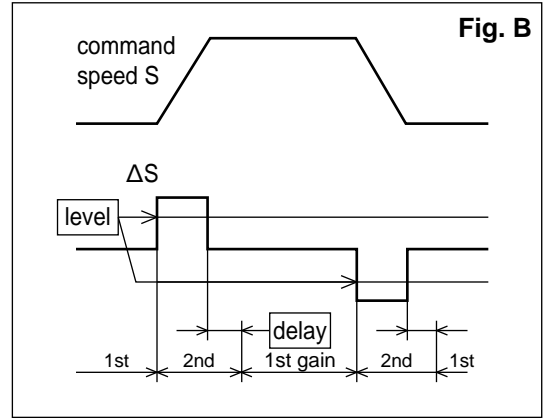 Fig. B
command
speed S
ΔS
level
delay
1st 2nd 1st gain 2nd 1st